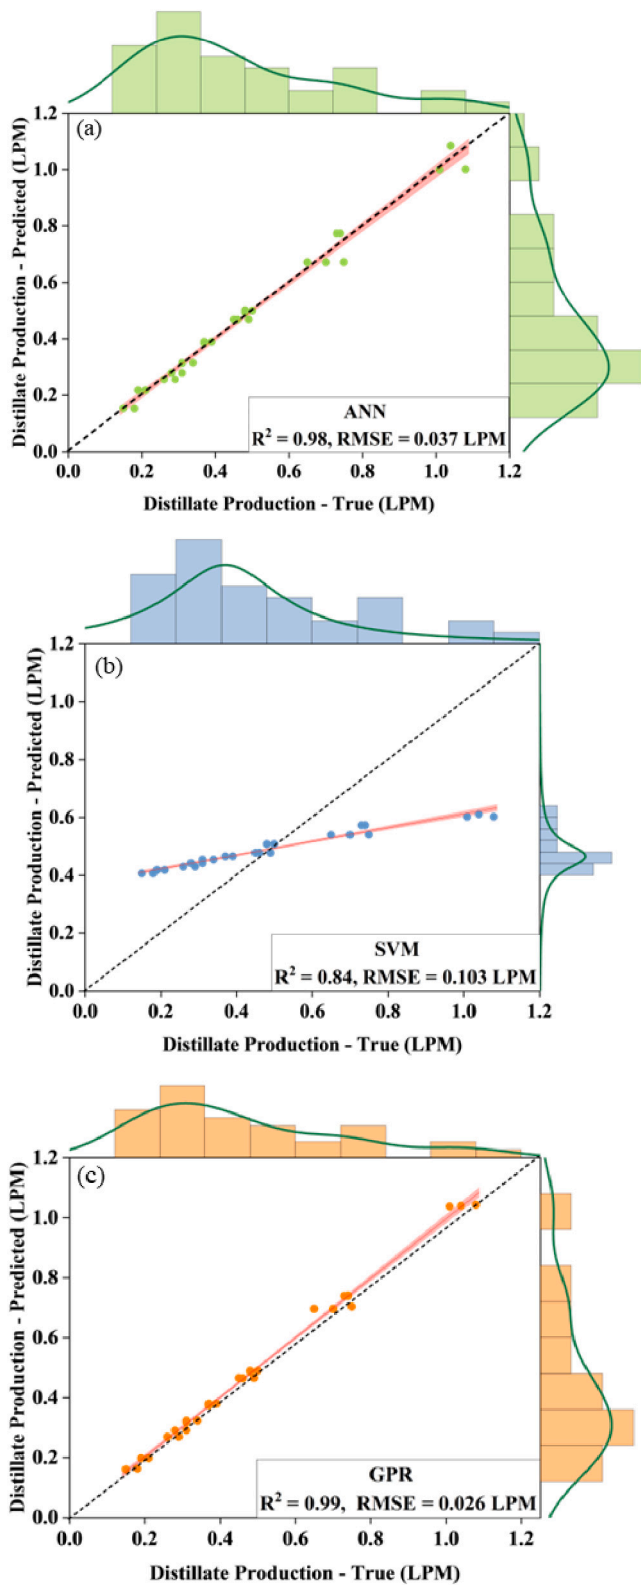 (a)
Distillate Production - Predicted (LPM)
1.2
1.0
0.8
0.6
0.4
0.2
0.0
ANN
R² = 0.98, RMSE = 0.037 LPM
0.0 0.2 0.4 0.6 0.8 1.0 1.2
Distillate Production - True (LPM)
(b)
Distillate Production - Predicted (LPM)
1.2
1.0
0.8
0.6
0.4
0.2
0.0
SVM
R² = 0.84, RMSE = 0.103 LPM
0.0 0.2 0.4 0.6 0.8 1.0 1.2
Distillate Production - True (LPM)
(c)
Distillate Production - Predicted (LPM)
1.2
1.0
0.8
0.6
0.4
0.2
0.0
GPR
R² = 0.99, RMSE = 0.026 LPM
0.0 0.2 0.4 0.6 0.8 1.0 1.2
Distillate Production - True (LPM)